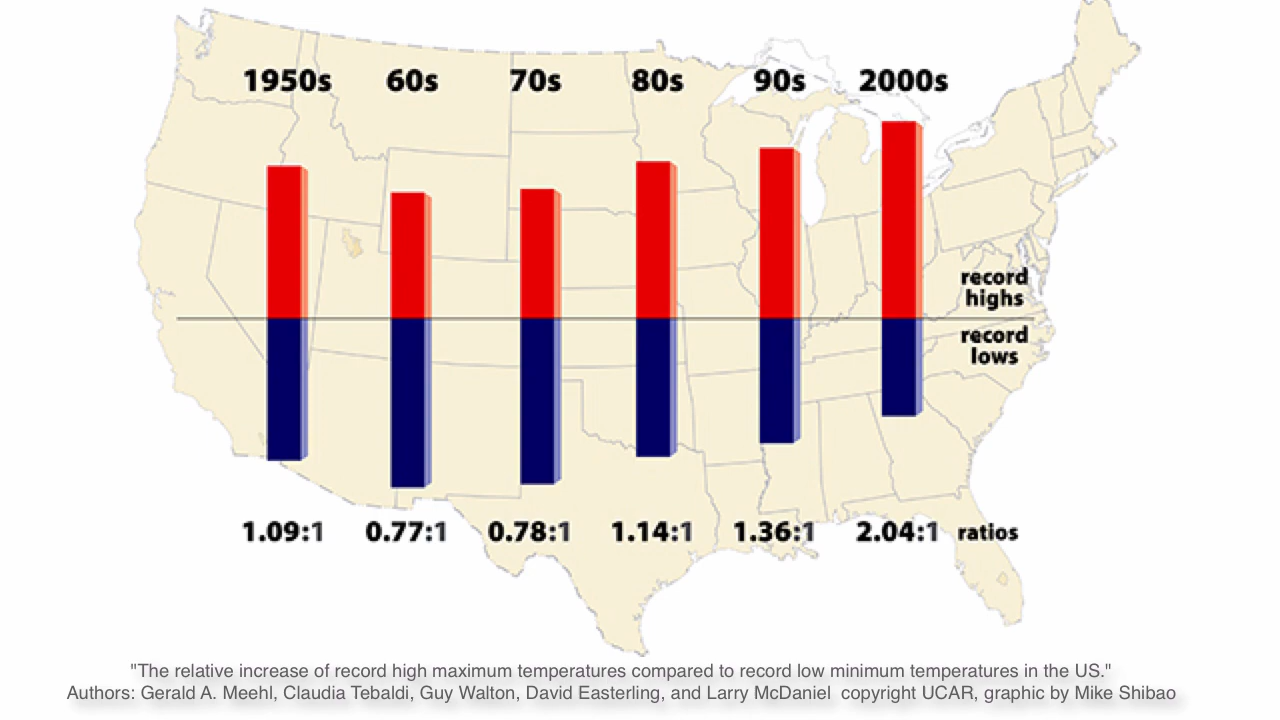 1950s 60s 70s 80s 90s 2000s
record
highs
record
lows
1.09:1 0.77:1 0.78:1 1.14:1 1.36:1 2.04:1 ratios
"The relative increase of record high maximum temperatures compared to record low minimum temperatures in the US."
Authors: Gerald A. Meehl, Claudia Tebaldi, Guy Walton, David Easterling, and Larry McDaniel copyright UCAR, graphic by Mike Shibao